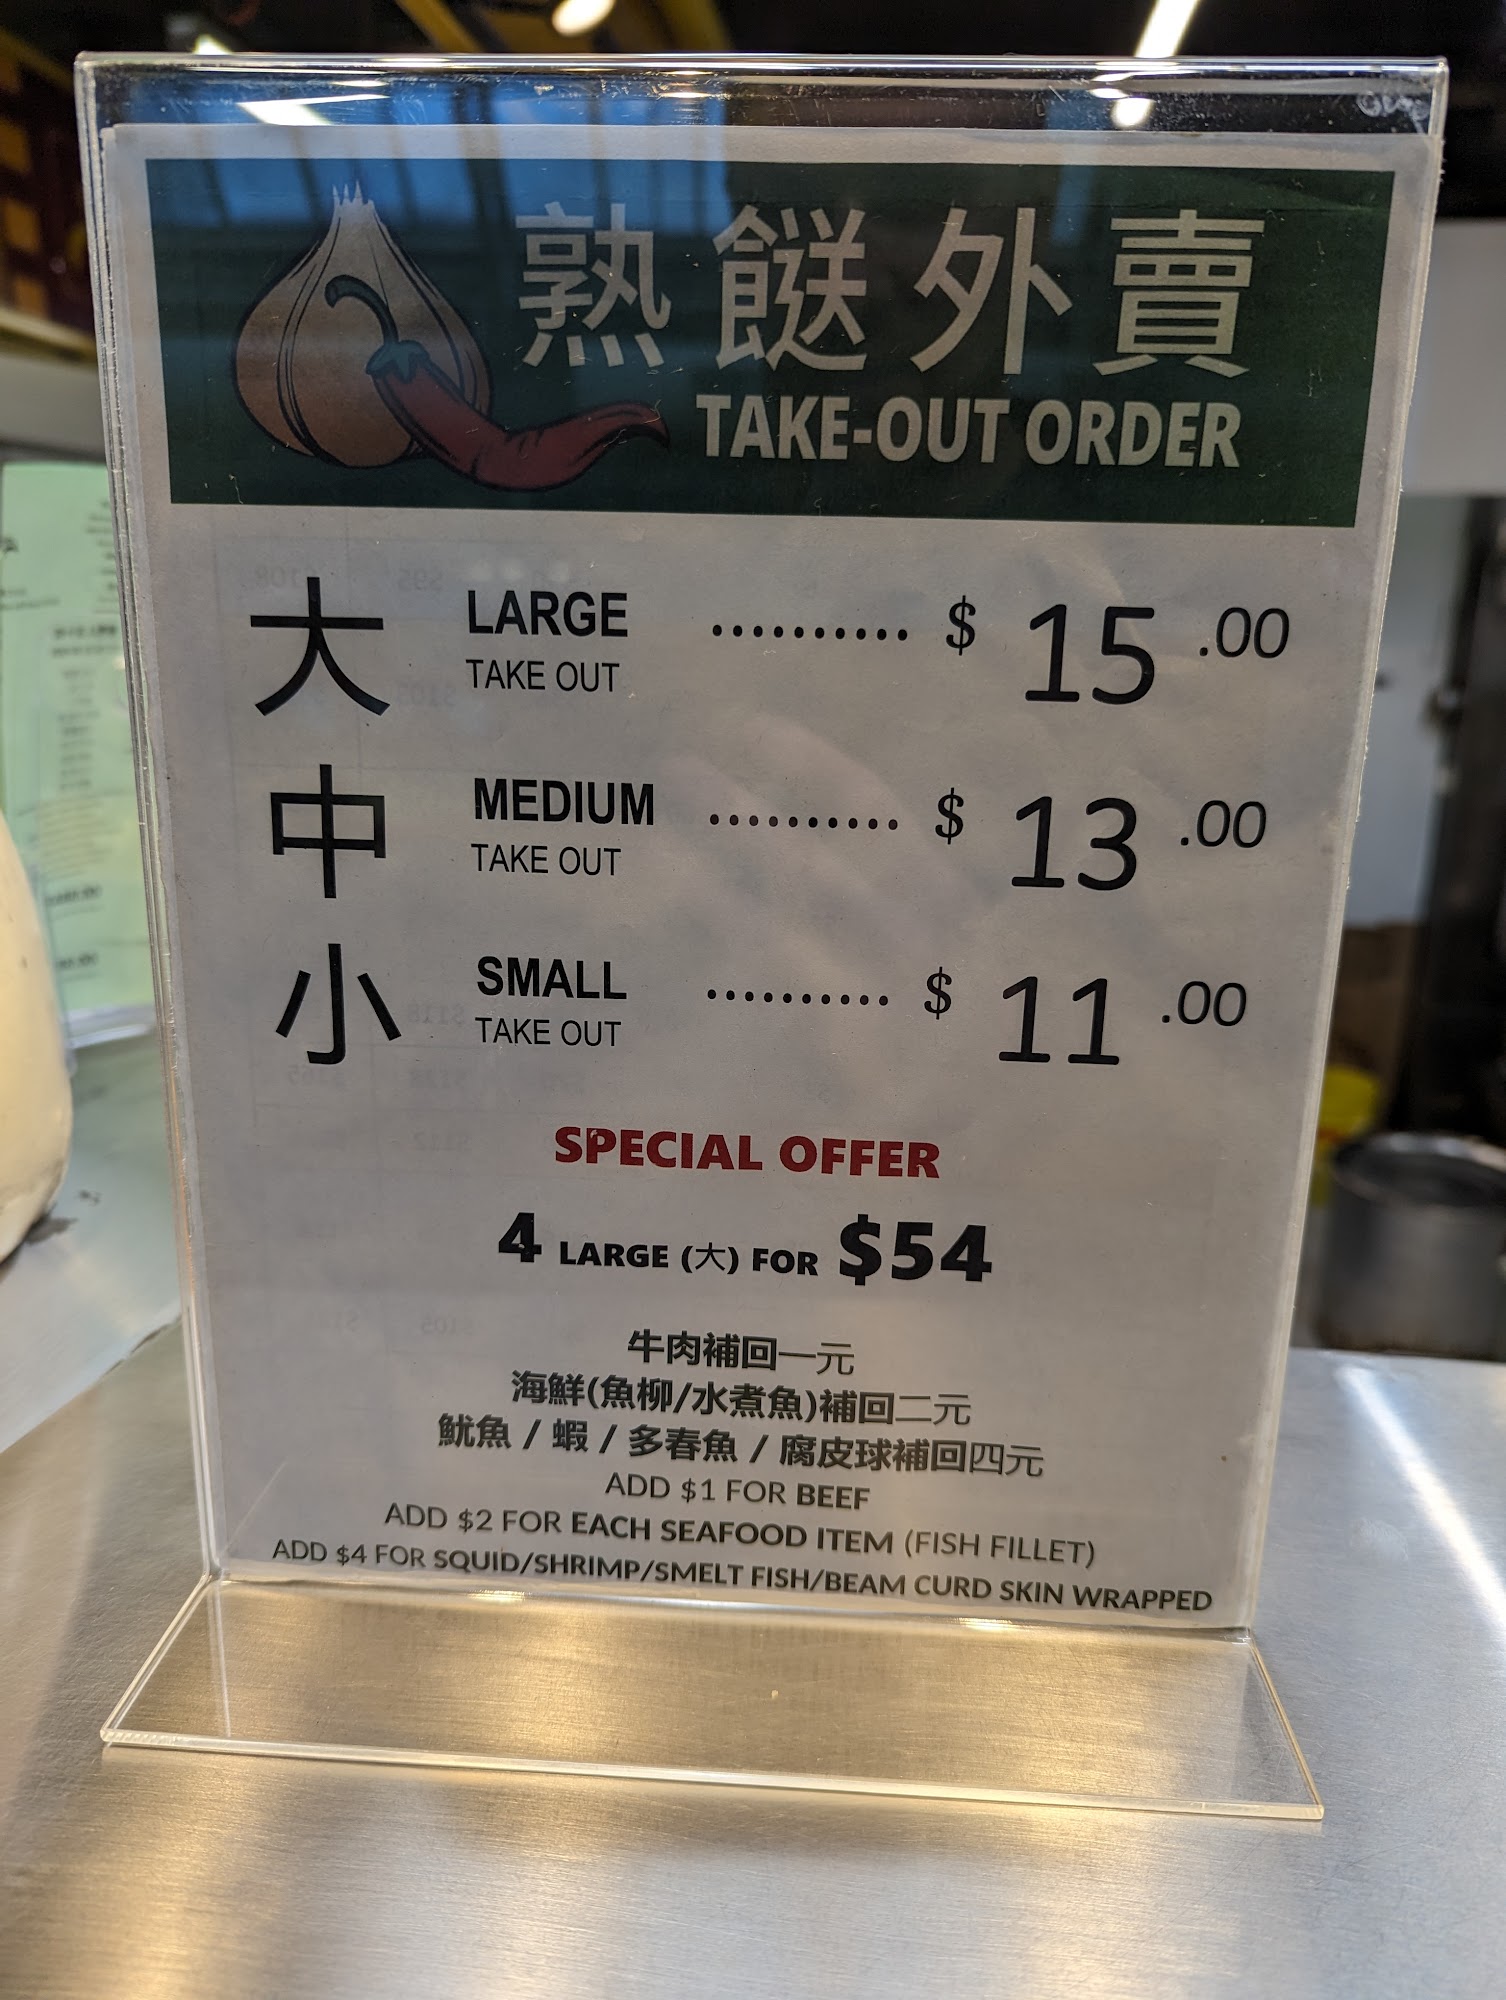 熟餸外賣
TAKE-OUT ORDER
大 LARGE .......... $ 15 .00
TAKE OUT
中 MEDIUM .......... $ 13 .00
TAKE OUT
小 SMALL .......... $ 11 .00
TAKE OUT
SPECIAL OFFER
4 LARGE (大) FOR $54
牛肉補回一元
海鮮(魚柳/水煮魚)補回二元
魷魚 / 蝦 / 多春魚 / 腐皮球補回四元
ADD $1 FOR BEEF
ADD $2 FOR EACH SEAFOOD ITEM (FISH FILLET)
ADD $4 FOR SQUID/SHRIMP/SMELT FISH/BEAM CURD SKIN WRAPPED